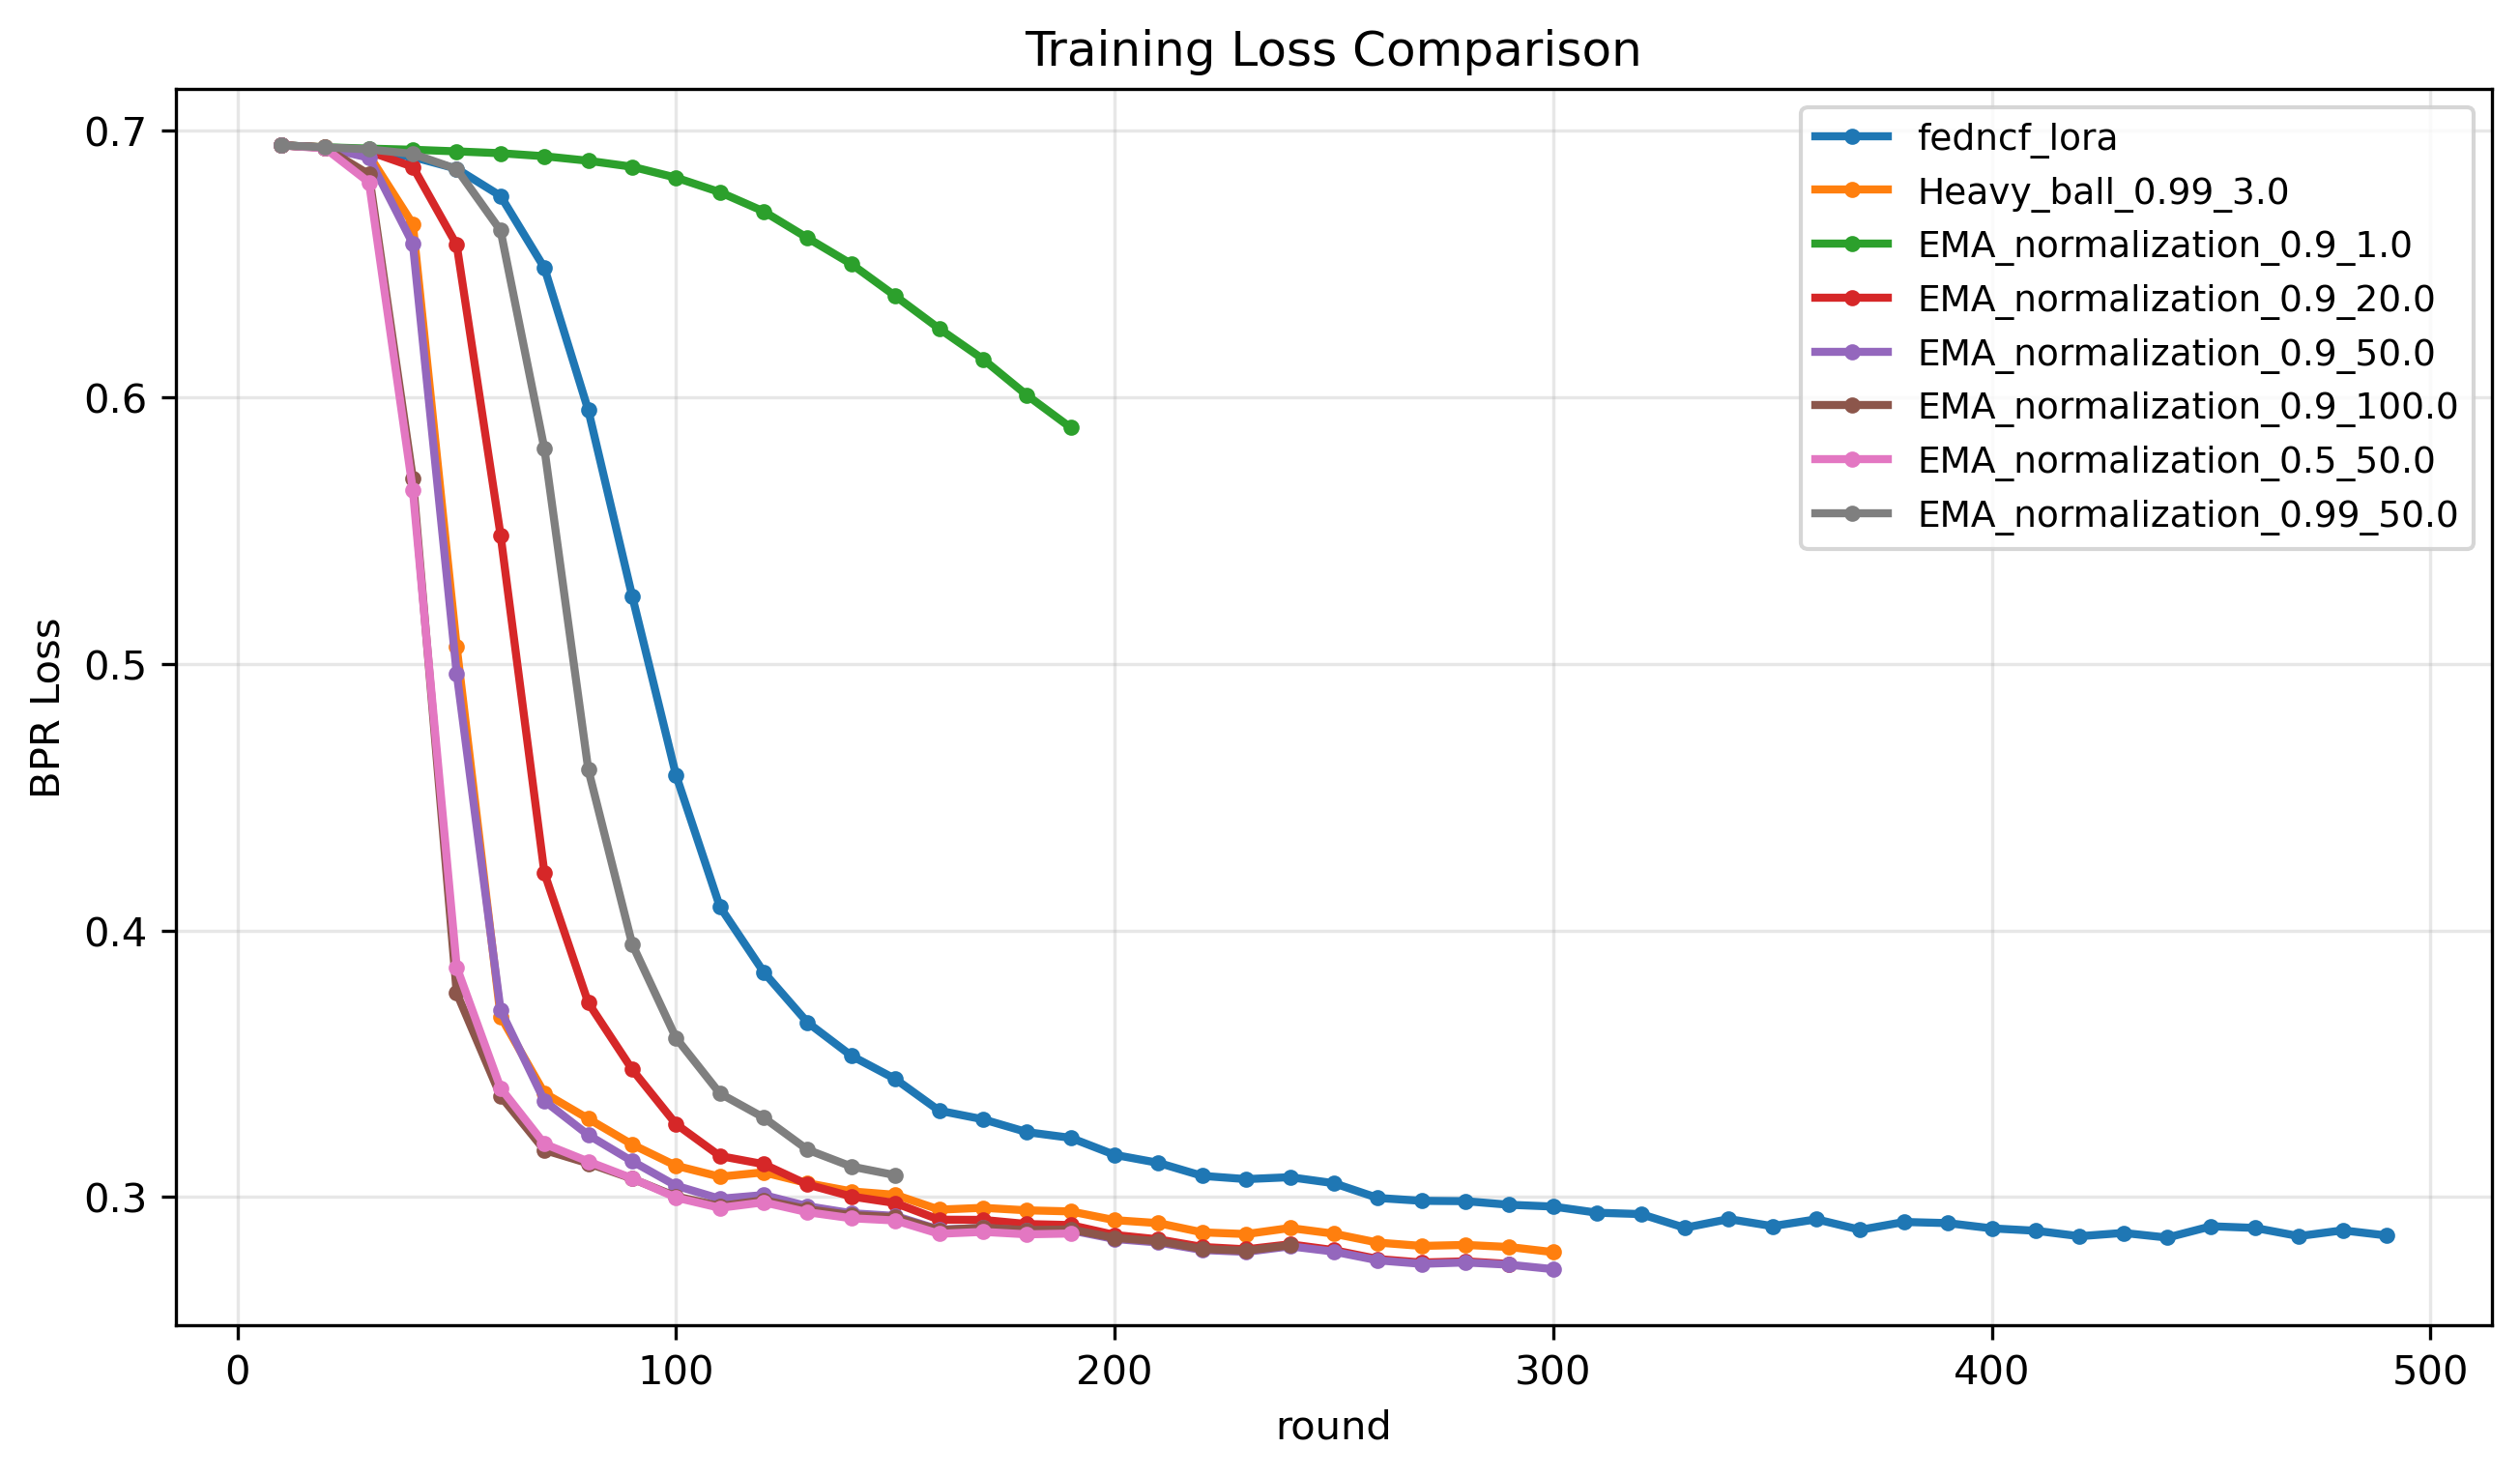 Training Loss Comparison
0.7
0.6
0.5
0.4
0.3
BPR Loss
0
100
200
300
400
500
round
fedncf_lora
Heavy_ball_0.99_3.0
EMA_normalization_0.9_1.0
EMA_normalization_0.9_20.0
EMA_normalization_0.9_50.0
EMA_normalization_0.9_100.0
EMA_normalization_0.5_50.0
EMA_normalization_0.99_50.0